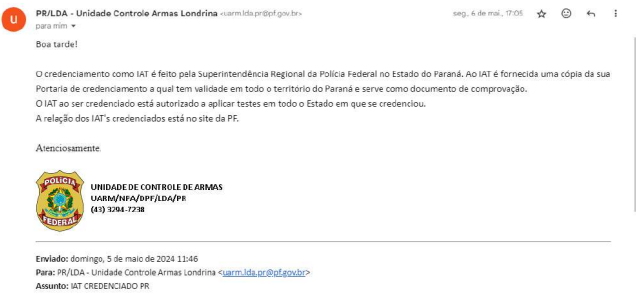 u
PR/LDA - Unidade Controle Armas Londrina <uarm.lda.pr@pf.gov.br>
seg., 6 de mai., 17:05
para mim
Boa tarde!
O credenciamento como IAT é feito pela Superintendência Regional da Polícia Federal no Estado do Paraná. Ao IAT é fornecida uma cópia da sua
Portaria de credenciamento a qual tem validade em todo o território do Paraná e serve como documento de comprovação.
O IAT ao ser credenciado está autorizado a aplicar testes em todo o Estado em que se credenciou.
A relação dos IAT's credenciados está no site da PF.
Atenciosamente.
POLICIA
FEDERAL
UNIDADE DE CONTROLE DE ARMAS
UARM/NFA/DPF/LDA/PR
(43) 3294-7238
Enviado: domingo, 5 de maio de 2024 11:46
Para: PR/LDA - Unidade Controle Armas Londrina <uarm.lda.pr@pf.gov.br>
Assunto: IAT CREDENCIADO PR